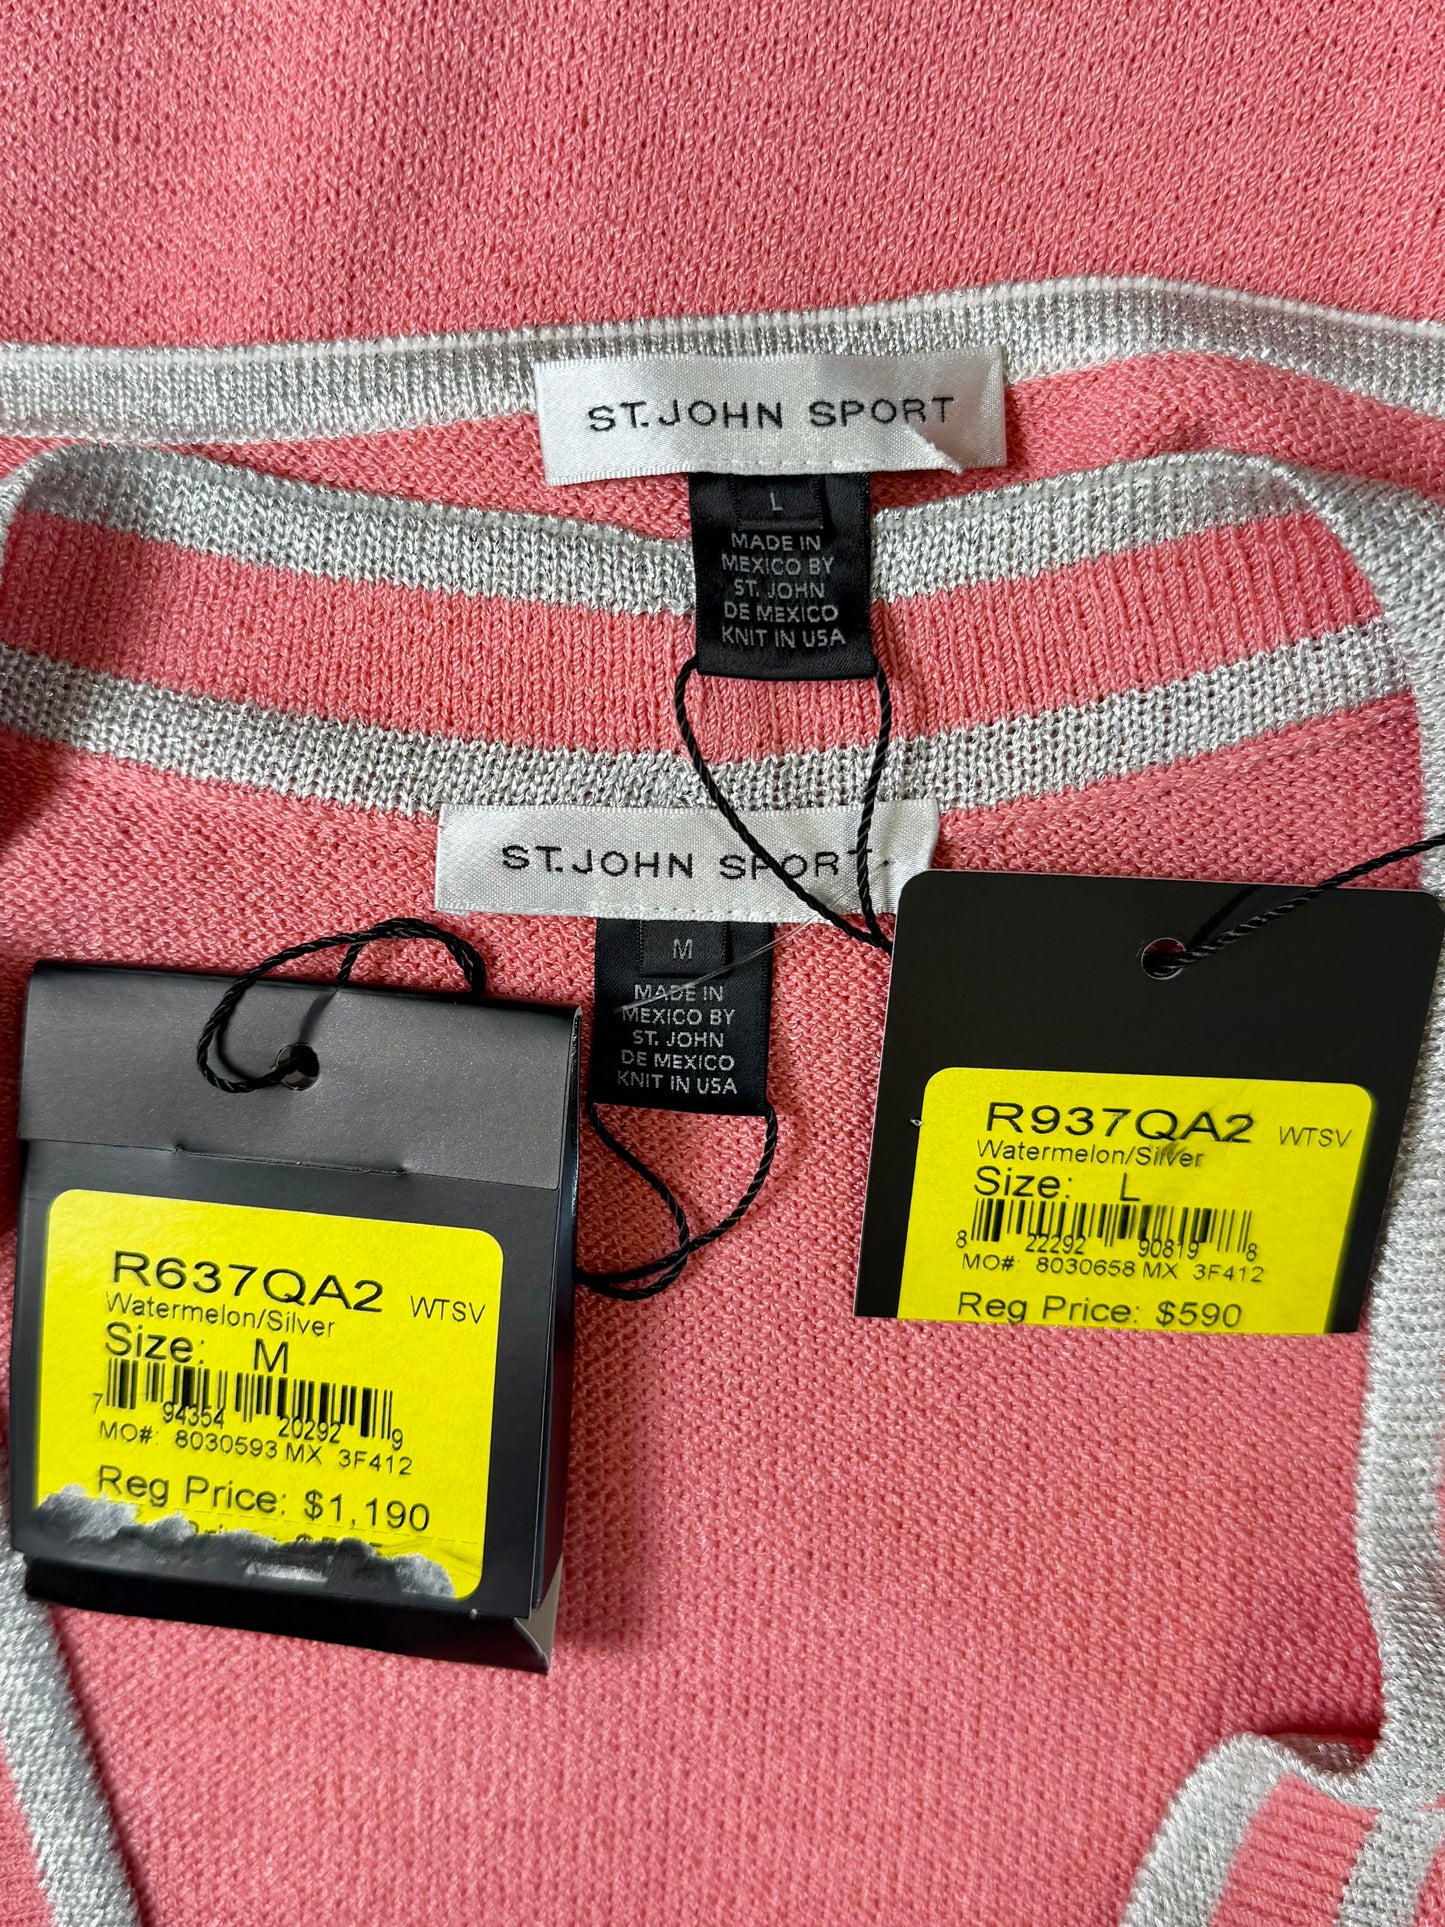 ST. JOHN SPORT
L
MADE IN
MEXICO BY
ST. JOHN
DE MEXICO
KNIT IN USA
ST. JOHN SPORT
M
MADE IN
MEXICO BY
ST. JOHN
DE MEXICO
KNIT IN USA
R937QA2 WTSV
Watermelon/Silver
Size: L
8 22292 90819 8
MO#: 8030658 MX 3F412
Reg Price: $590
R637QA2 WTSV
Watermelon/Silver
Size: M
7 94354 20292 9
MO#: 8030593 MX 3F412
Reg Price: $1,190